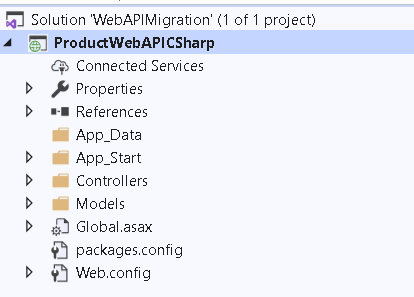 Solution 'WebAPIMigration' (1 of 1 project)
ProductWebAPICSharp
Connected Services
Properties
References
App_Data
App_Start
Controllers
Models
Global.asax
packages.config
Web.config